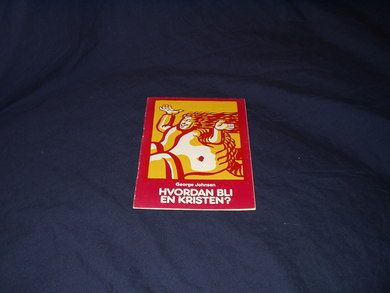 George Johnsen
HVORDAN BLI
EN KRISTEN?